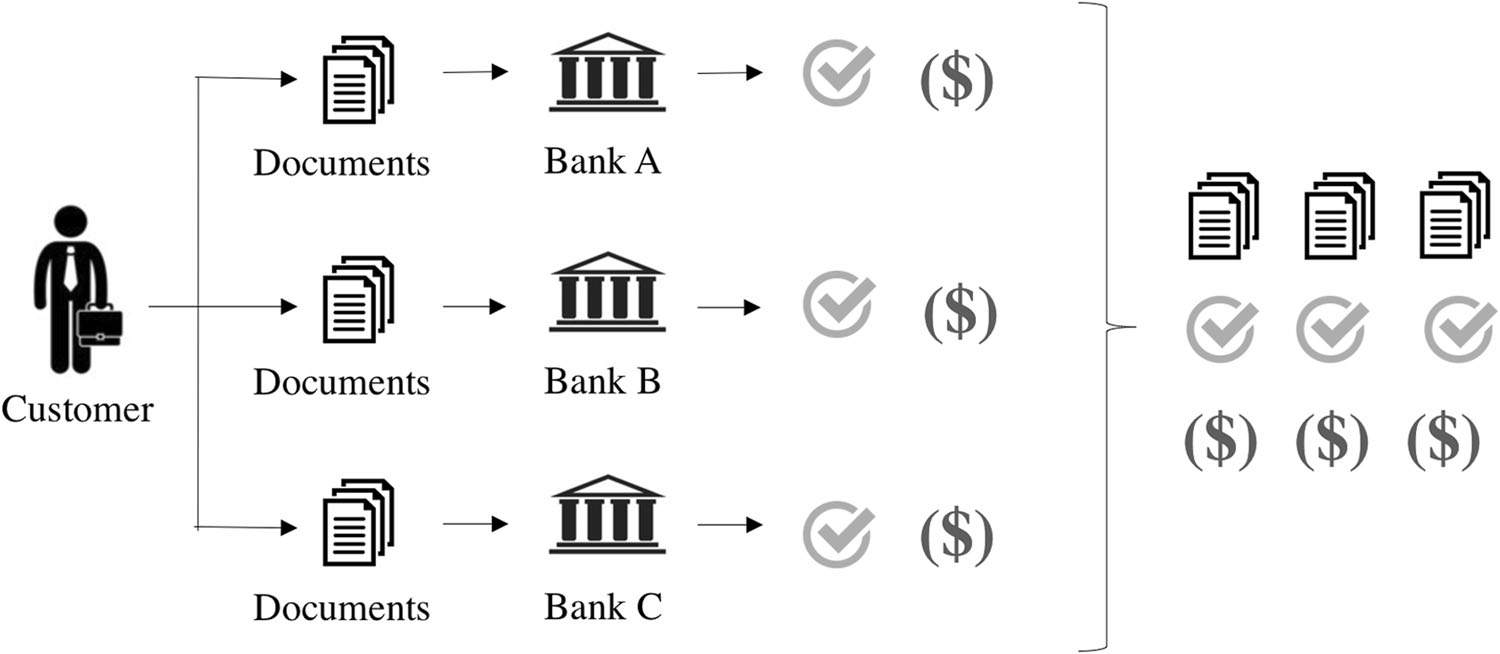 ($)
Documents
Bank A
($)
Documents
Bank B
Customer
($)
Documents
Bank C
($) ($) ($)